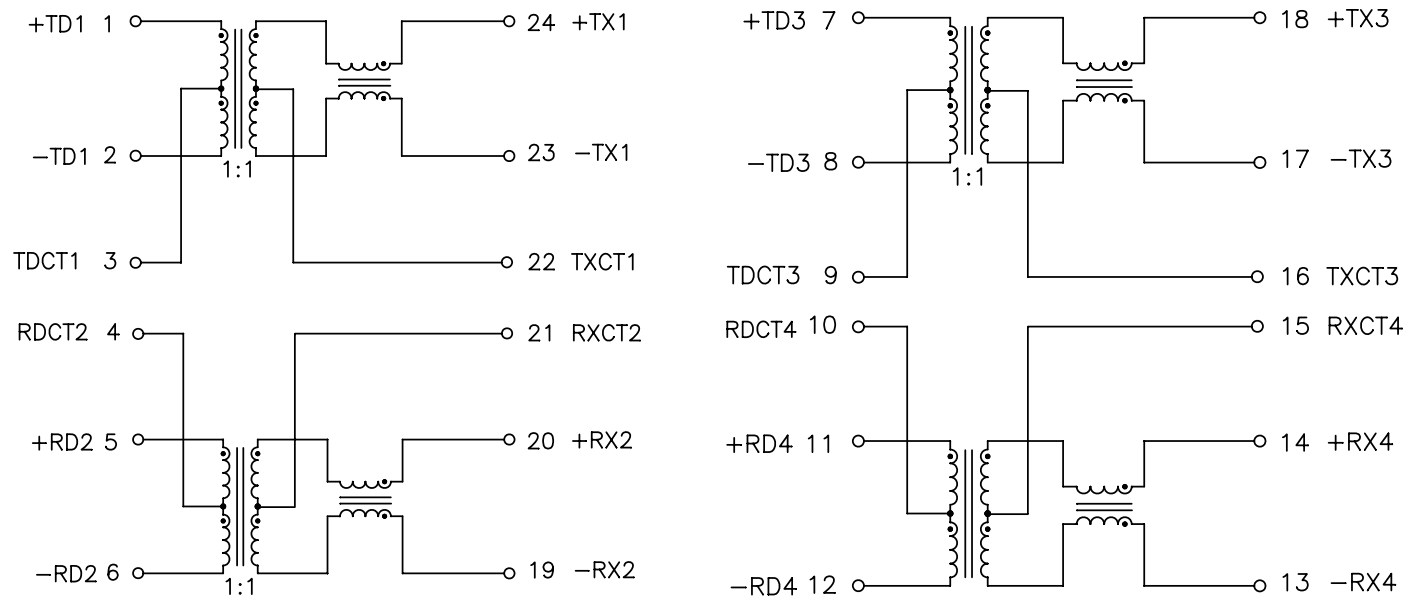 +TD1 1
24 +TX1
−TD1 2
23 −TX1
1:1
TDCT1 3
22 TXCT1
RDCT2 4
21 RXCT2
+RD2 5
20 +RX2
−RD2 6
19 −RX2
1:1
+TD3 7
18 +TX3
−TD3 8
17 −TX3
1:1
TDCT3 9
16 TXCT3
RDCT4 10
15 RXCT4
+RD4 11
14 +RX4
−RD4 12
13 −RX4